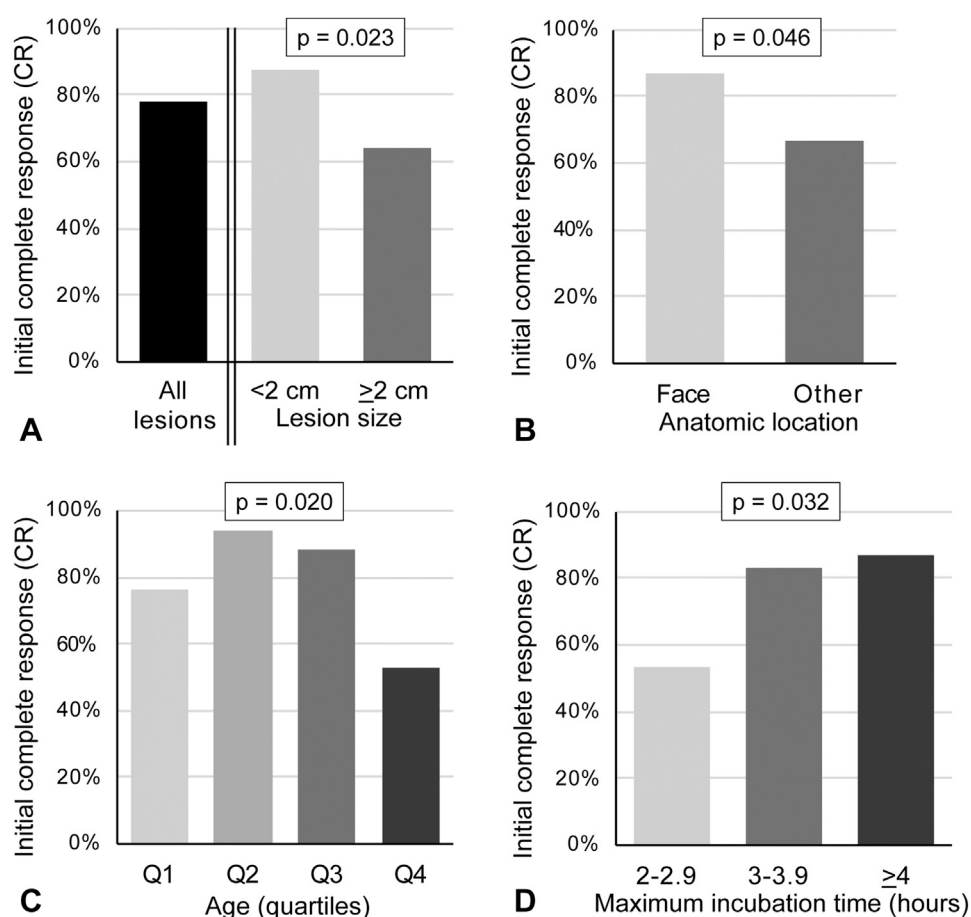 Initial complete response (CR)
100%
80%
60%
40%
20%
0%
p = 0.023
All
lesions
<2 cm
≥2 cm
Lesion size
A
Initial complete response (CR)
100%
80%
60%
40%
20%
0%
p = 0.046
Face
Other
Anatomic location
B
Initial complete response (CR)
100%
80%
60%
40%
20%
0%
p = 0.020
Q1
Q2
Q3
Q4
Age (quartiles)
C
Initial complete response (CR)
100%
80%
60%
40%
20%
0%
p = 0.032
2-2.9
3-3.9
≥4
Maximum incubation time (hours)
D